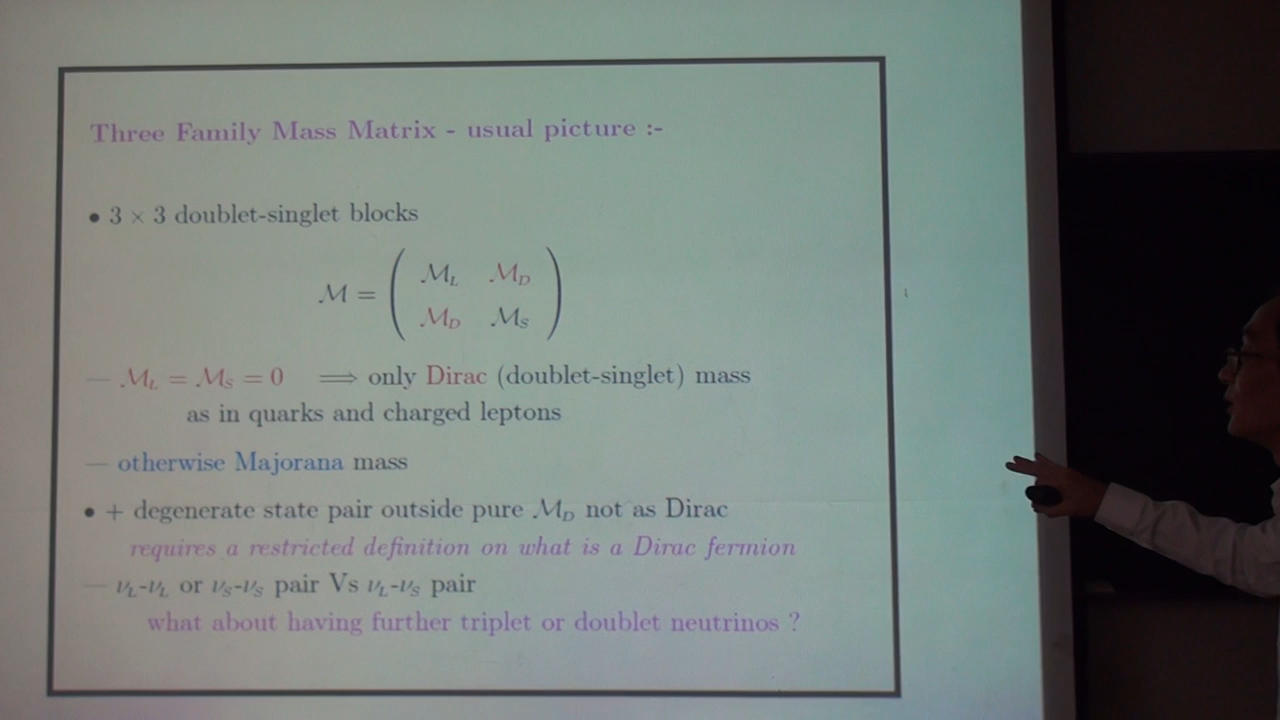 Three Family Mass Matrix - usual picture :-
• 3 × 3 doublet-singlet blocks
ℳ = ( ℳ_L ℳ_D
ℳ_D ℳ_S )
— ℳ_L = ℳ_S = 0 ⟹ only Dirac (doublet-singlet) mass
as in quarks and charged leptons
— otherwise Majorana mass
• + degenerate state pair outside pure ℳ_D not as Dirac
requires a restricted definition on what is a Dirac fermion
— ν_L-ν_L or ν_S-ν_S pair Vs ν_L-ν_S pair
what about having further triplet or doublet neutrinos ?